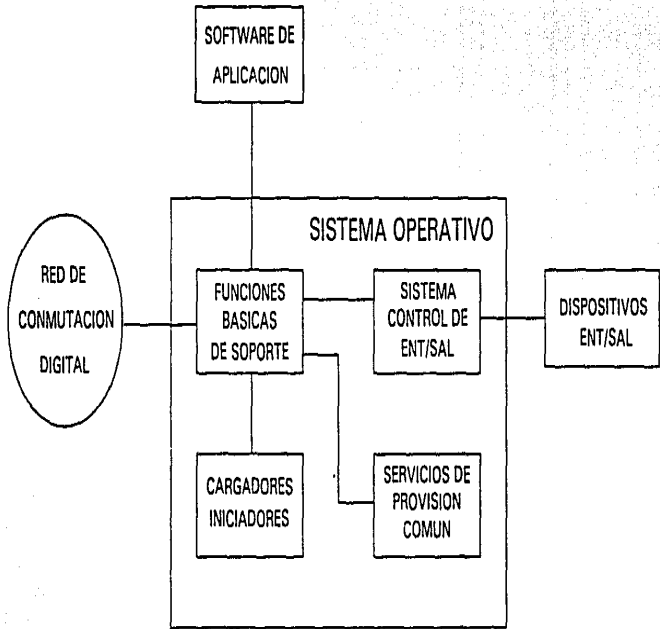 SOFTWARE DE
APLICACION
SISTEMA OPERATIVO
RED DE
CONMUTACION
DIGITAL
FUNCIONES
BASICAS
DE SOPORTE
SISTEMA
CONTROL DE
ENT/SAL
DISPOSITIVOS
ENT/SAL
CARGADORES
INICIADORES
SERVICIOS DE
PROVISION
COMUN